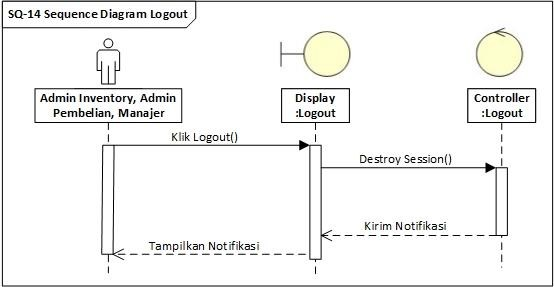 SQ-14 Sequence Diagram Logout
Admin Inventory, Admin
Pembelian, Manajer
Display
:Logout
Controller
:Logout
Klik Logout()
Destroy Session()
Kirim Notifikasi
Tampilkan Notifikasi